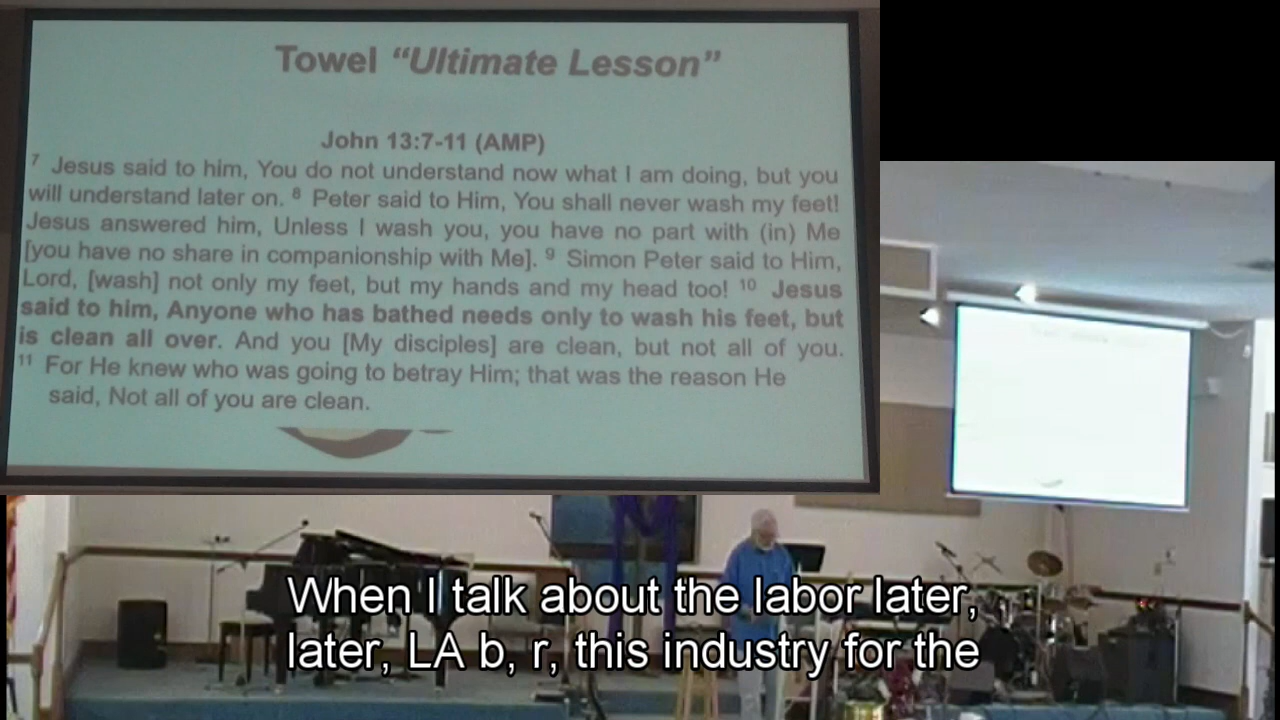 Towel “Ultimate Lesson”
John 13:7-11 (AMP)
7 Jesus said to him, You do not understand now what I am doing, but you
will understand later on. 8 Peter said to Him, You shall never wash my feet!
Jesus answered him, Unless I wash you, you have no part with (in) Me
[you have no share in companionship with Me]. 9 Simon Peter said to Him,
Lord, [wash] not only my feet, but my hands and my head too! 10 Jesus
said to him, Anyone who has bathed needs only to wash his feet, but
is clean all over. And you [My disciples] are clean, but not all of you.
11 For He knew who was going to betray Him; that was the reason He
said, Not all of you are clean.
When I talk about the labor later,
later, LA b, r, this industry for the